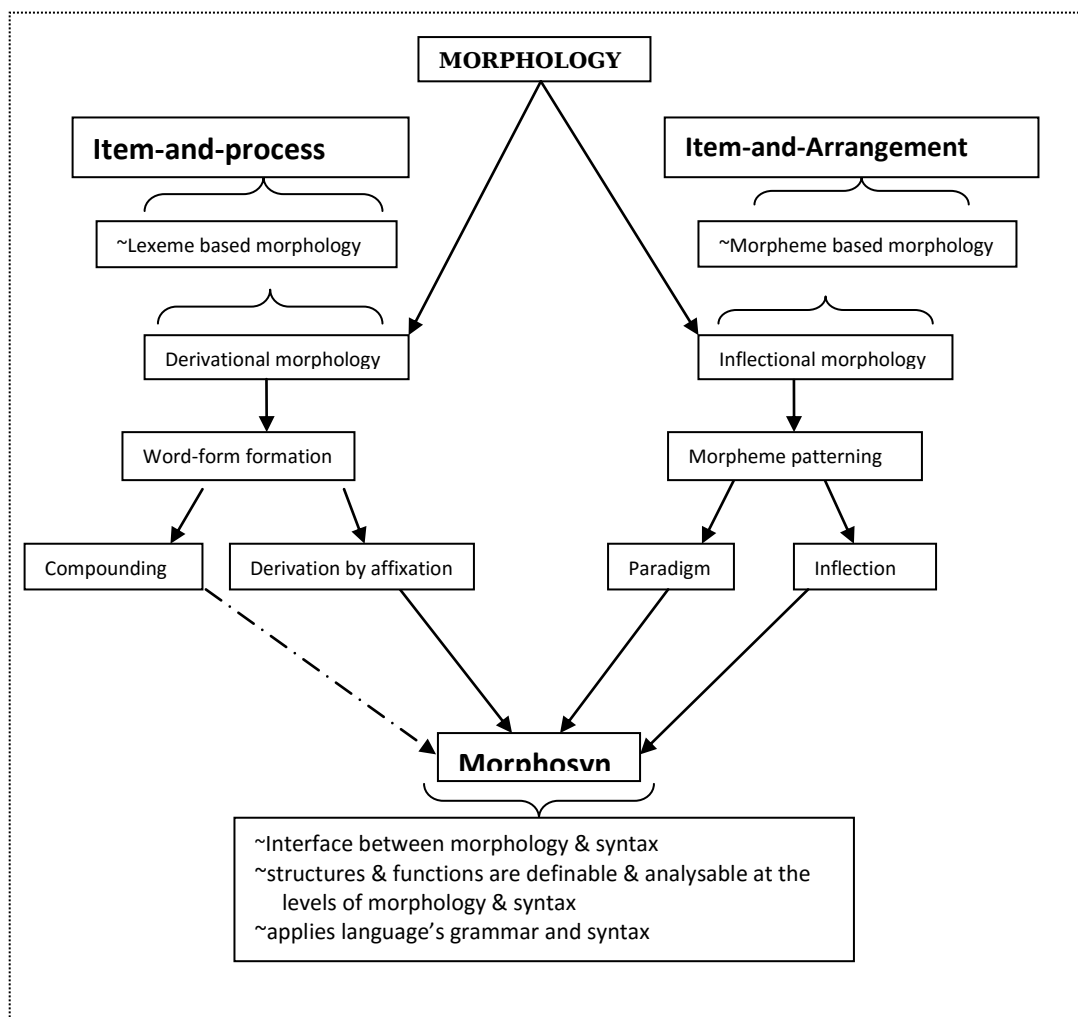 MORPHOLOGY
Item-and-process
Item-and-Arrangement
~Lexeme based morphology
~Morpheme based morphology
Derivational morphology
Inflectional morphology
Word-form formation
Morpheme patterning
Compounding
Derivation by affixation
Paradigm
Inflection
Morphosyn
~Interface between morphology & syntax
~structures & functions are definable & analysable at the
levels of morphology & syntax
~applies language’s grammar and syntax